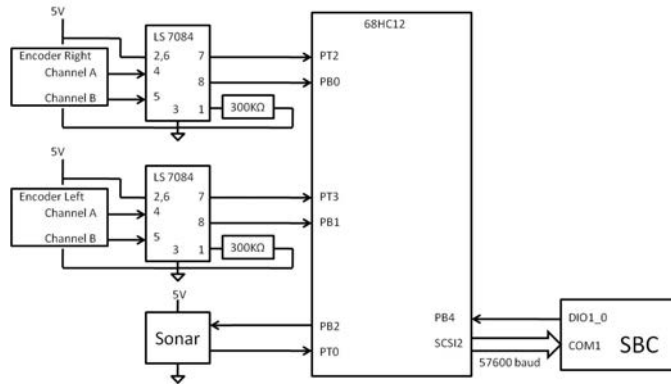 5V
LS 7084
68HC12
Encoder Right
Channel A
Channel B
2,6
4
5
3
7
8
1
300KΩ
PT2
PB0
5V
LS 7084
Encoder Left
Channel A
Channel B
2,6
4
5
3
7
8
1
300KΩ
PT3
PB1
5V
Sonar
PB2
PT0
PB4
SCSI2
57600 baud
DIO1_0
COM1
SBC